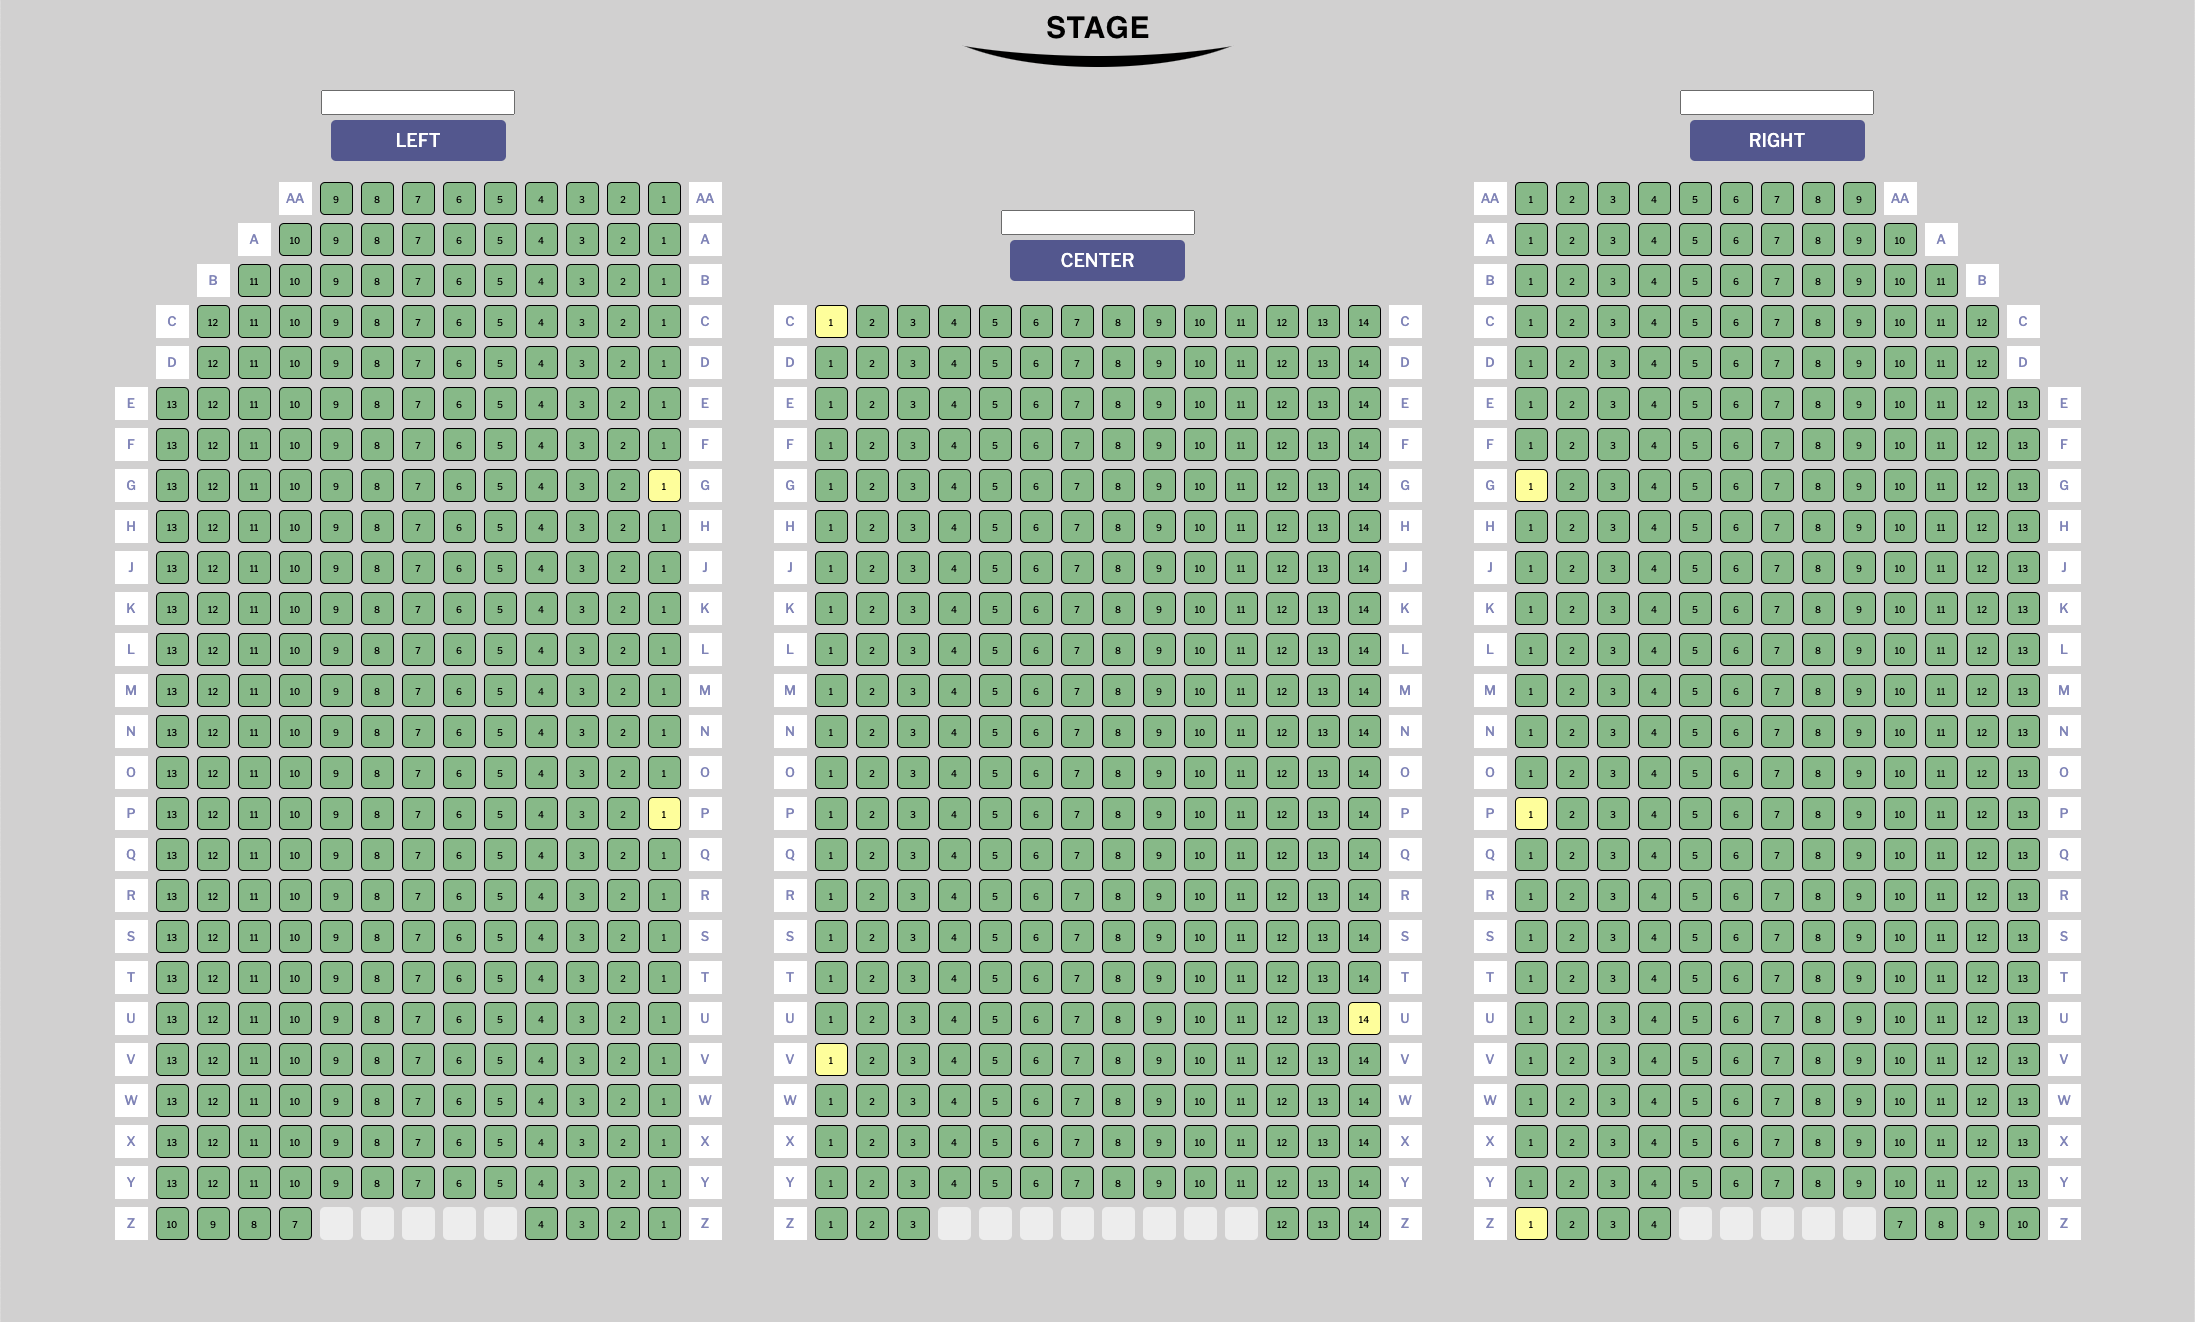 STAGE
LEFT
RIGHT
AA 9 8 7 6 5 4 3 2 1 AA AA 1 2 3 4 5 6 7 8 9 AA
A 10 9 8 7 6 5 4 3 2 1 A A 1 2 3 4 5 6 7 8 9 10 A
CENTER
B 11 10 9 8 7 6 5 4 3 2 1 B B 1 2 3 4 5 6 7 8 9 10 11 B
C 12 11 10 9 8 7 6 5 4 3 2 1 C C 1 2 3 4 5 6 7 8 9 10 11 12 13 14 C C 1 2 3 4 5 6 7 8 9 10 11 12 C
D 12 11 10 9 8 7 6 5 4 3 2 1 D D 1 2 3 4 5 6 7 8 9 10 11 12 13 14 D D 1 2 3 4 5 6 7 8 9 10 11 12 D
E 13 12 11 10 9 8 7 6 5 4 3 2 1 E E 1 2 3 4 5 6 7 8 9 10 11 12 13 14 E E 1 2 3 4 5 6 7 8 9 10 11 12 13 E
F 13 12 11 10 9 8 7 6 5 4 3 2 1 F F 1 2 3 4 5 6 7 8 9 10 11 12 13 14 F F 1 2 3 4 5 6 7 8 9 10 11 12 13 F
G 13 12 11 10 9 8 7 6 5 4 3 2 1 G G 1 2 3 4 5 6 7 8 9 10 11 12 13 14 G G 1 2 3 4 5 6 7 8 9 10 11 12 13 G
H 13 12 11 10 9 8 7 6 5 4 3 2 1 H H 1 2 3 4 5 6 7 8 9 10 11 12 13 14 H H 1 2 3 4 5 6 7 8 9 10 11 12 13 H
J 13 12 11 10 9 8 7 6 5 4 3 2 1 J J 1 2 3 4 5 6 7 8 9 10 11 12 13 14 J J 1 2 3 4 5 6 7 8 9 10 11 12 13 J
K 13 12 11 10 9 8 7 6 5 4 3 2 1 K K 1 2 3 4 5 6 7 8 9 10 11 12 13 14 K K 1 2 3 4 5 6 7 8 9 10 11 12 13 K
L 13 12 11 10 9 8 7 6 5 4 3 2 1 L L 1 2 3 4 5 6 7 8 9 10 11 12 13 14 L L 1 2 3 4 5 6 7 8 9 10 11 12 13 L
M 13 12 11 10 9 8 7 6 5 4 3 2 1 M M 1 2 3 4 5 6 7 8 9 10 11 12 13 14 M M 1 2 3 4 5 6 7 8 9 10 11 12 13 M
N 13 12 11 10 9 8 7 6 5 4 3 2 1 N N 1 2 3 4 5 6 7 8 9 10 11 12 13 14 N N 1 2 3 4 5 6 7 8 9 10 11 12 13 N
O 13 12 11 10 9 8 7 6 5 4 3 2 1 O O 1 2 3 4 5 6 7 8 9 10 11 12 13 14 O O 1 2 3 4 5 6 7 8 9 10 11 12 13 O
P 13 12 11 10 9 8 7 6 5 4 3 2 1 P P 1 2 3 4 5 6 7 8 9 10 11 12 13 14 P P 1 2 3 4 5 6 7 8 9 10 11 12 13 P
Q 13 12 11 10 9 8 7 6 5 4 3 2 1 Q Q 1 2 3 4 5 6 7 8 9 10 11 12 13 14 Q Q 1 2 3 4 5 6 7 8 9 10 11 12 13 Q
R 13 12 11 10 9 8 7 6 5 4 3 2 1 R R 1 2 3 4 5 6 7 8 9 10 11 12 13 14 R R 1 2 3 4 5 6 7 8 9 10 11 12 13 R
S 13 12 11 10 9 8 7 6 5 4 3 2 1 S S 1 2 3 4 5 6 7 8 9 10 11 12 13 14 S S 1 2 3 4 5 6 7 8 9 10 11 12 13 S
T 13 12 11 10 9 8 7 6 5 4 3 2 1 T T 1 2 3 4 5 6 7 8 9 10 11 12 13 14 T T 1 2 3 4 5 6 7 8 9 10 11 12 13 T
U 13 12 11 10 9 8 7 6 5 4 3 2 1 U U 1 2 3 4 5 6 7 8 9 10 11 12 13 14 U U 1 2 3 4 5 6 7 8 9 10 11 12 13 U
V 13 12 11 10 9 8 7 6 5 4 3 2 1 V V 1 2 3 4 5 6 7 8 9 10 11 12 13 14 V V 1 2 3 4 5 6 7 8 9 10 11 12 13 V
W 13 12 11 10 9 8 7 6 5 4 3 2 1 W W 1 2 3 4 5 6 7 8 9 10 11 12 13 14 W W 1 2 3 4 5 6 7 8 9 10 11 12 13 W
X 13 12 11 10 9 8 7 6 5 4 3 2 1 X X 1 2 3 4 5 6 7 8 9 10 11 12 13 14 X X 1 2 3 4 5 6 7 8 9 10 11 12 13 X
Y 13 12 11 10 9 8 7 6 5 4 3 2 1 Y Y 1 2 3 4 5 6 7 8 9 10 11 12 13 14 Y Y 1 2 3 4 5 6 7 8 9 10 11 12 13 Y
Z 10 9 8 7 4 3 2 1 Z Z 1 2 3 12 13 14 Z Z 1 2 3 4 7 8 9 10 Z